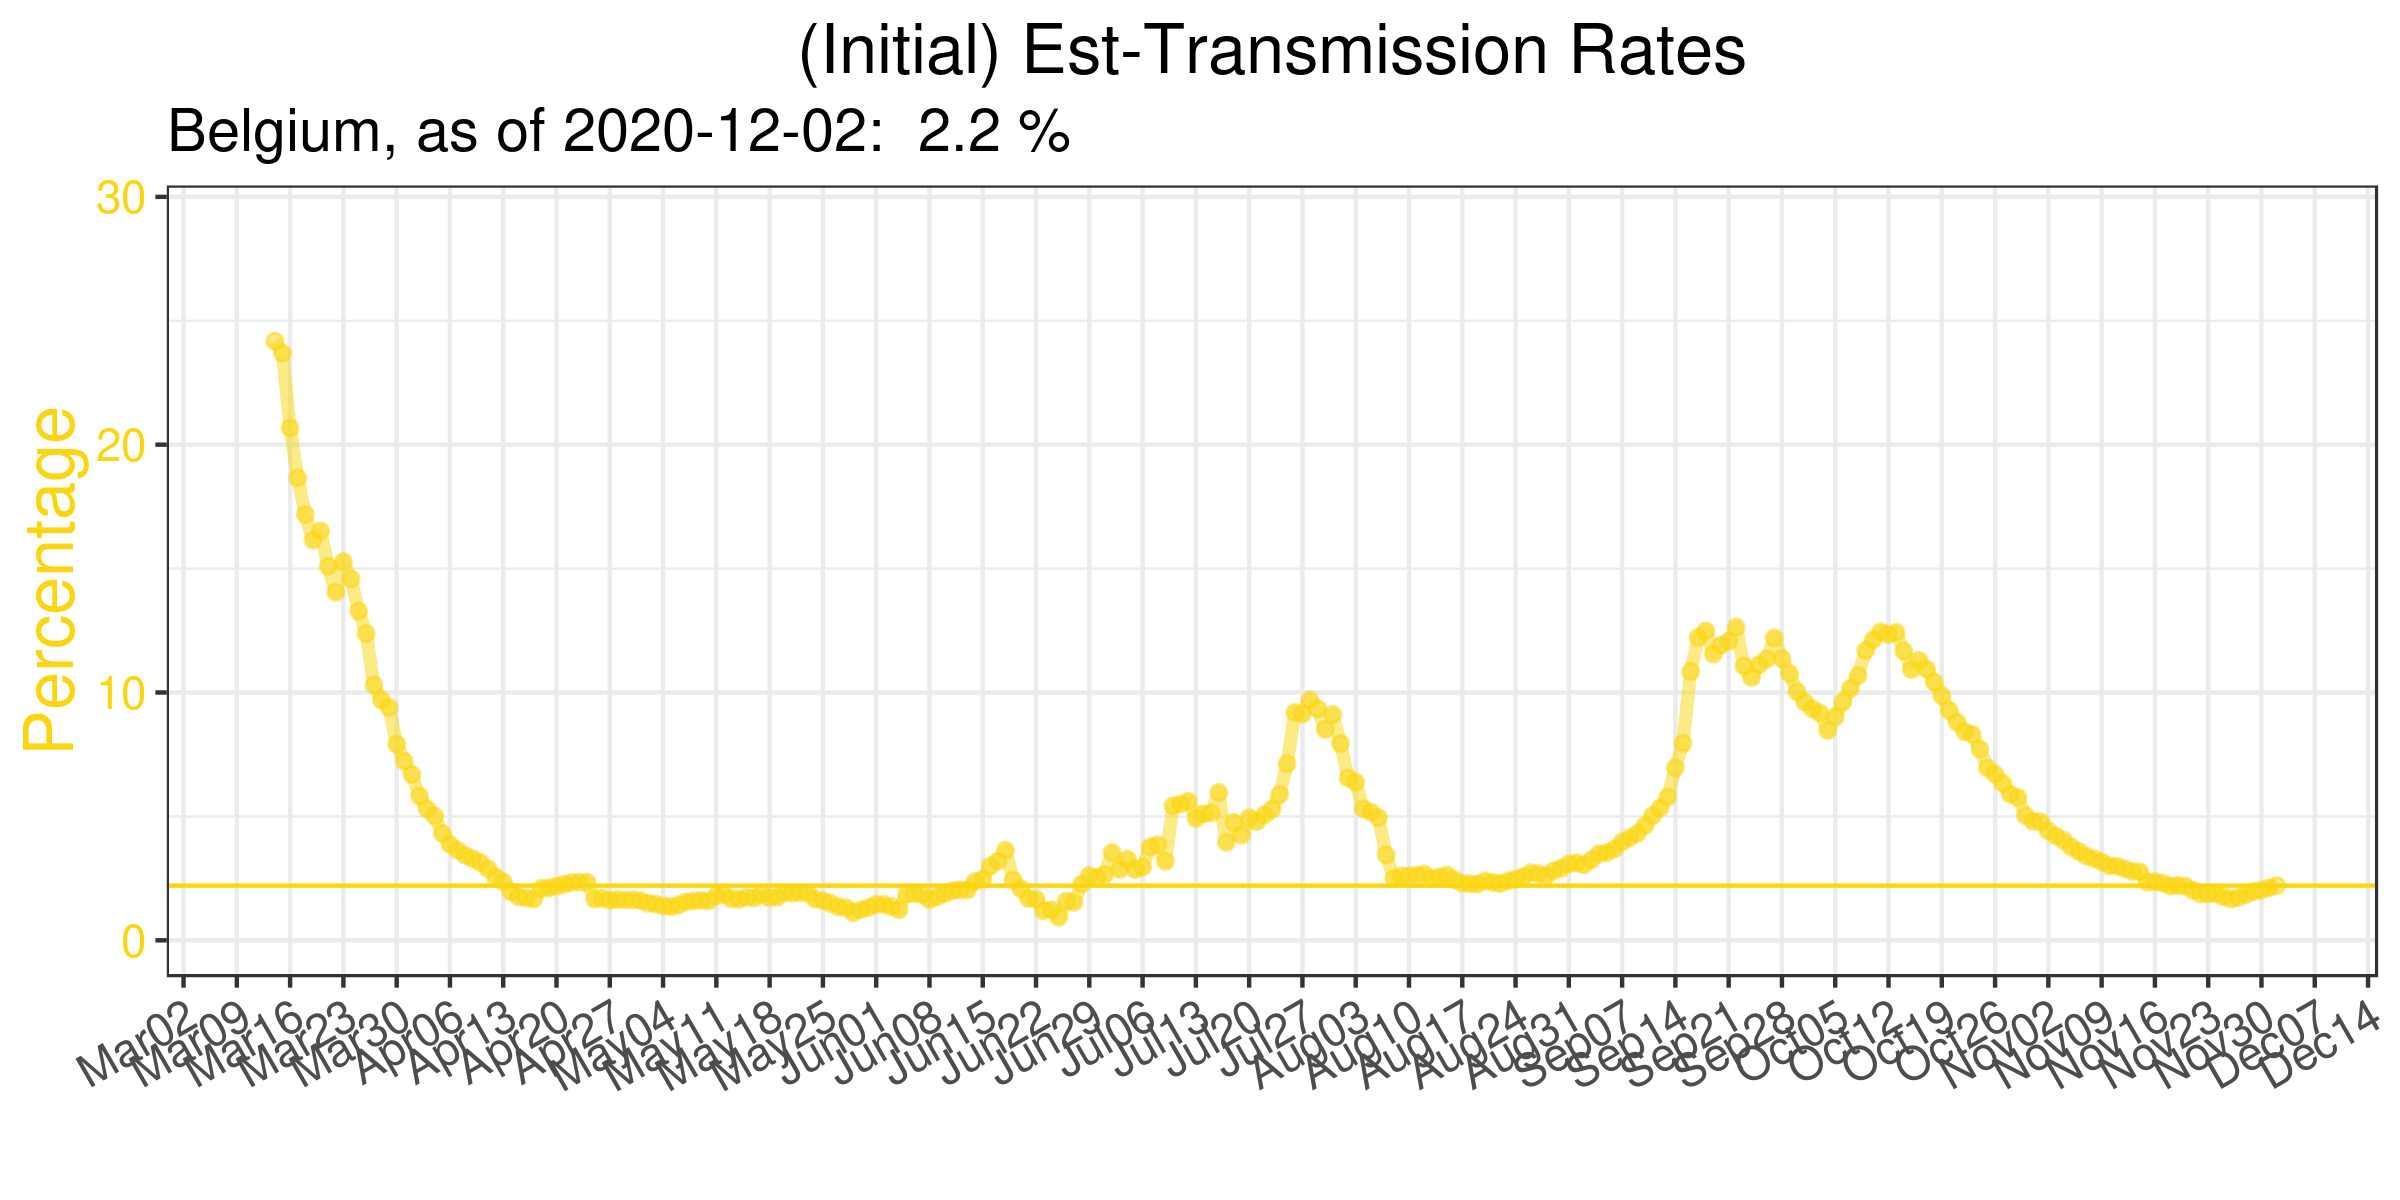 (Initial) Est-Transmission Rates
Belgium, as of 2020-12-02:  2.2 %
Percentage
30
20
10
0
Mar02
Mar09
Mar16
Mar23
Mar30
Apr06
Apr13
Apr20
Apr27
May04
May11
May18
May25
Jun01
Jun08
Jun15
Jun22
Jun29
Jul06
Jul13
Jul20
Jul27
Aug03
Aug10
Aug17
Aug24
Aug31
Sep07
Sep14
Sep21
Sep28
Oct05
Oct12
Oct19
Oct26
Nov02
Nov09
Nov16
Nov23
Nov30
Dec07
Dec14